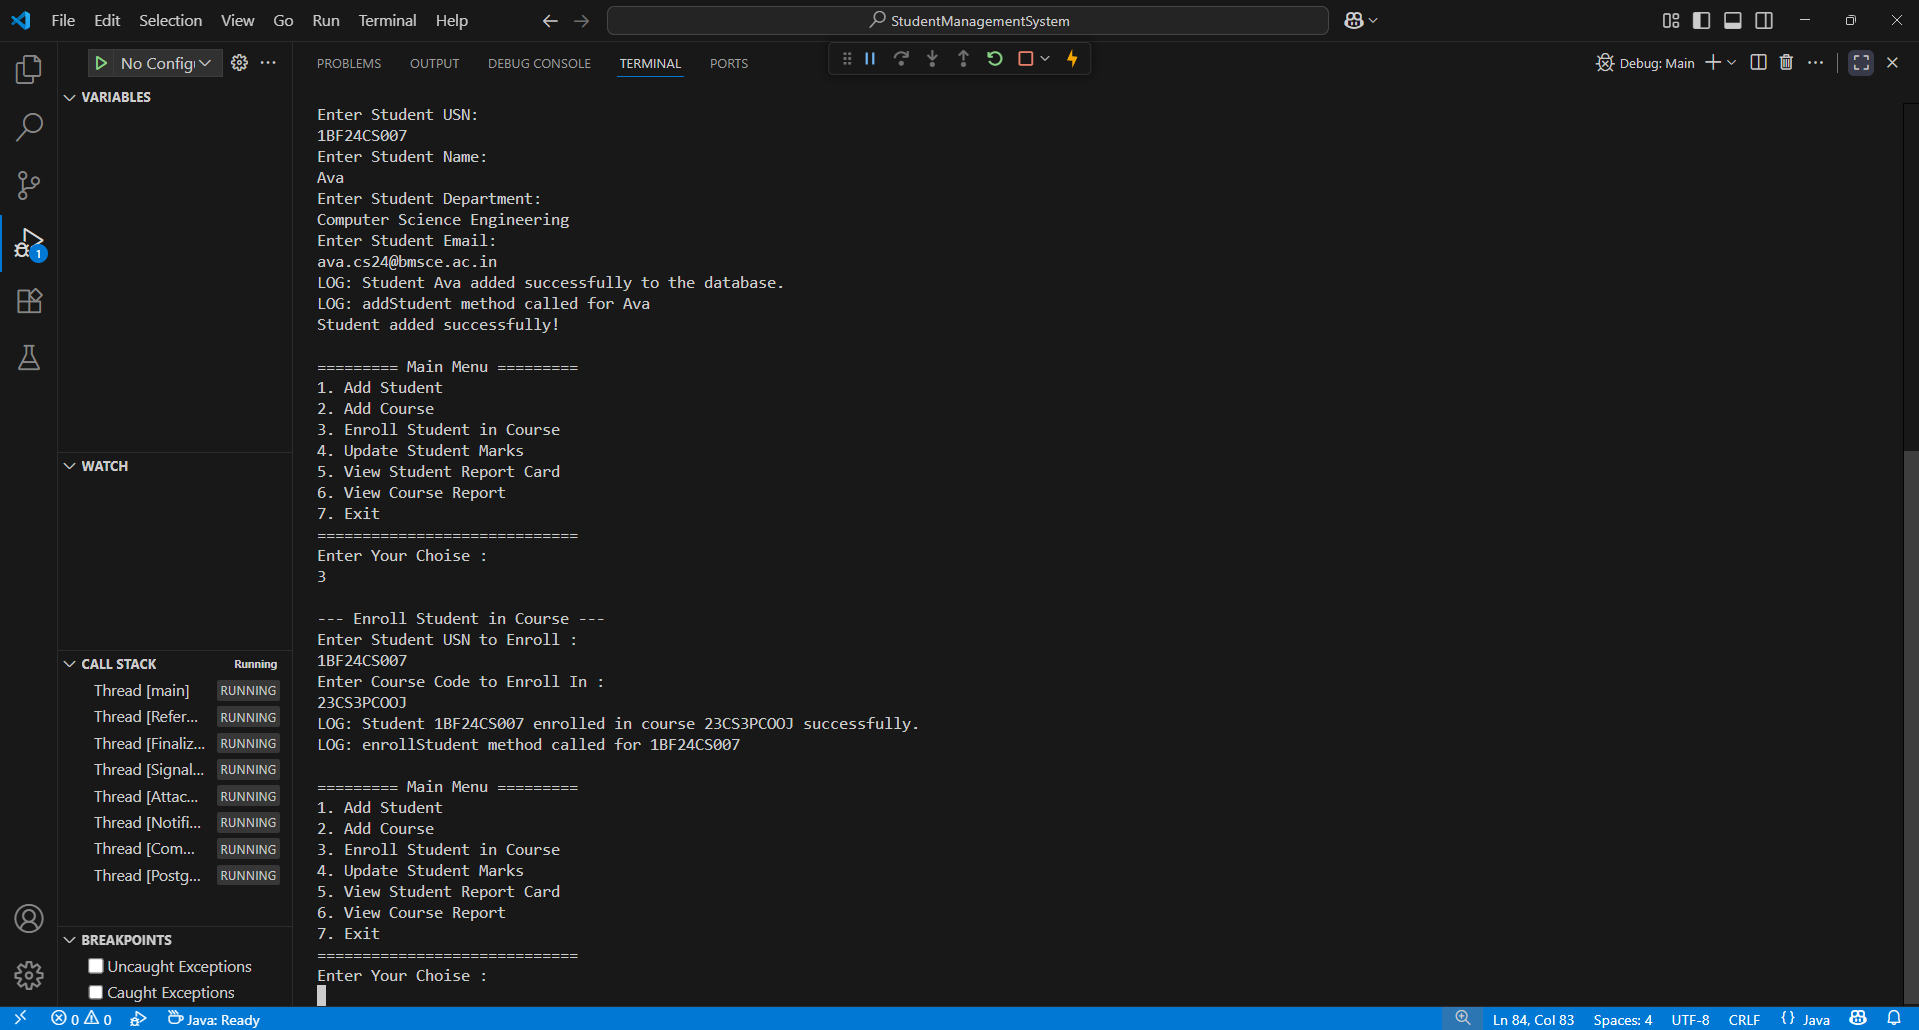 File Edit Selection View Go Run Terminal Help
StudentManagementSystem
No Config
PROBLEMS OUTPUT DEBUG CONSOLE TERMINAL PORTS
Debug: Main
VARIABLES
WATCH
CALL STACK Running
Thread [main] RUNNING
Thread [Refer... RUNNING
Thread [Finaliz... RUNNING
Thread [Signal... RUNNING
Thread [Attac... RUNNING
Thread [Notifi... RUNNING
Thread [Com... RUNNING
Thread [Postg... RUNNING
BREAKPOINTS
Uncaught Exceptions
Caught Exceptions
1
Enter Student USN:
1BF24CS007
Enter Student Name:
Ava
Enter Student Department:
Computer Science Engineering
Enter Student Email:
ava.cs24@bmsce.ac.in
LOG: Student Ava added successfully to the database.
LOG: addStudent method called for Ava
Student added successfully!
========= Main Menu =========
1. Add Student
2. Add Course
3. Enroll Student in Course
4. Update Student Marks
5. View Student Report Card
6. View Course Report
7. Exit
=============================
Enter Your Choise :
3
--- Enroll Student in Course ---
Enter Student USN to Enroll :
1BF24CS007
Enter Course Code to Enroll In :
23CS3PCOOJ
LOG: Student 1BF24CS007 enrolled in course 23CS3PCOOJ successfully.
LOG: enrollStudent method called for 1BF24CS007
========= Main Menu =========
1. Add Student
2. Add Course
3. Enroll Student in Course
4. Update Student Marks
5. View Student Report Card
6. View Course Report
7. Exit
=============================
Enter Your Choise :
0 0 Java: Ready Ln 84, Col 83 Spaces: 4 UTF-8 CRLF {} Java